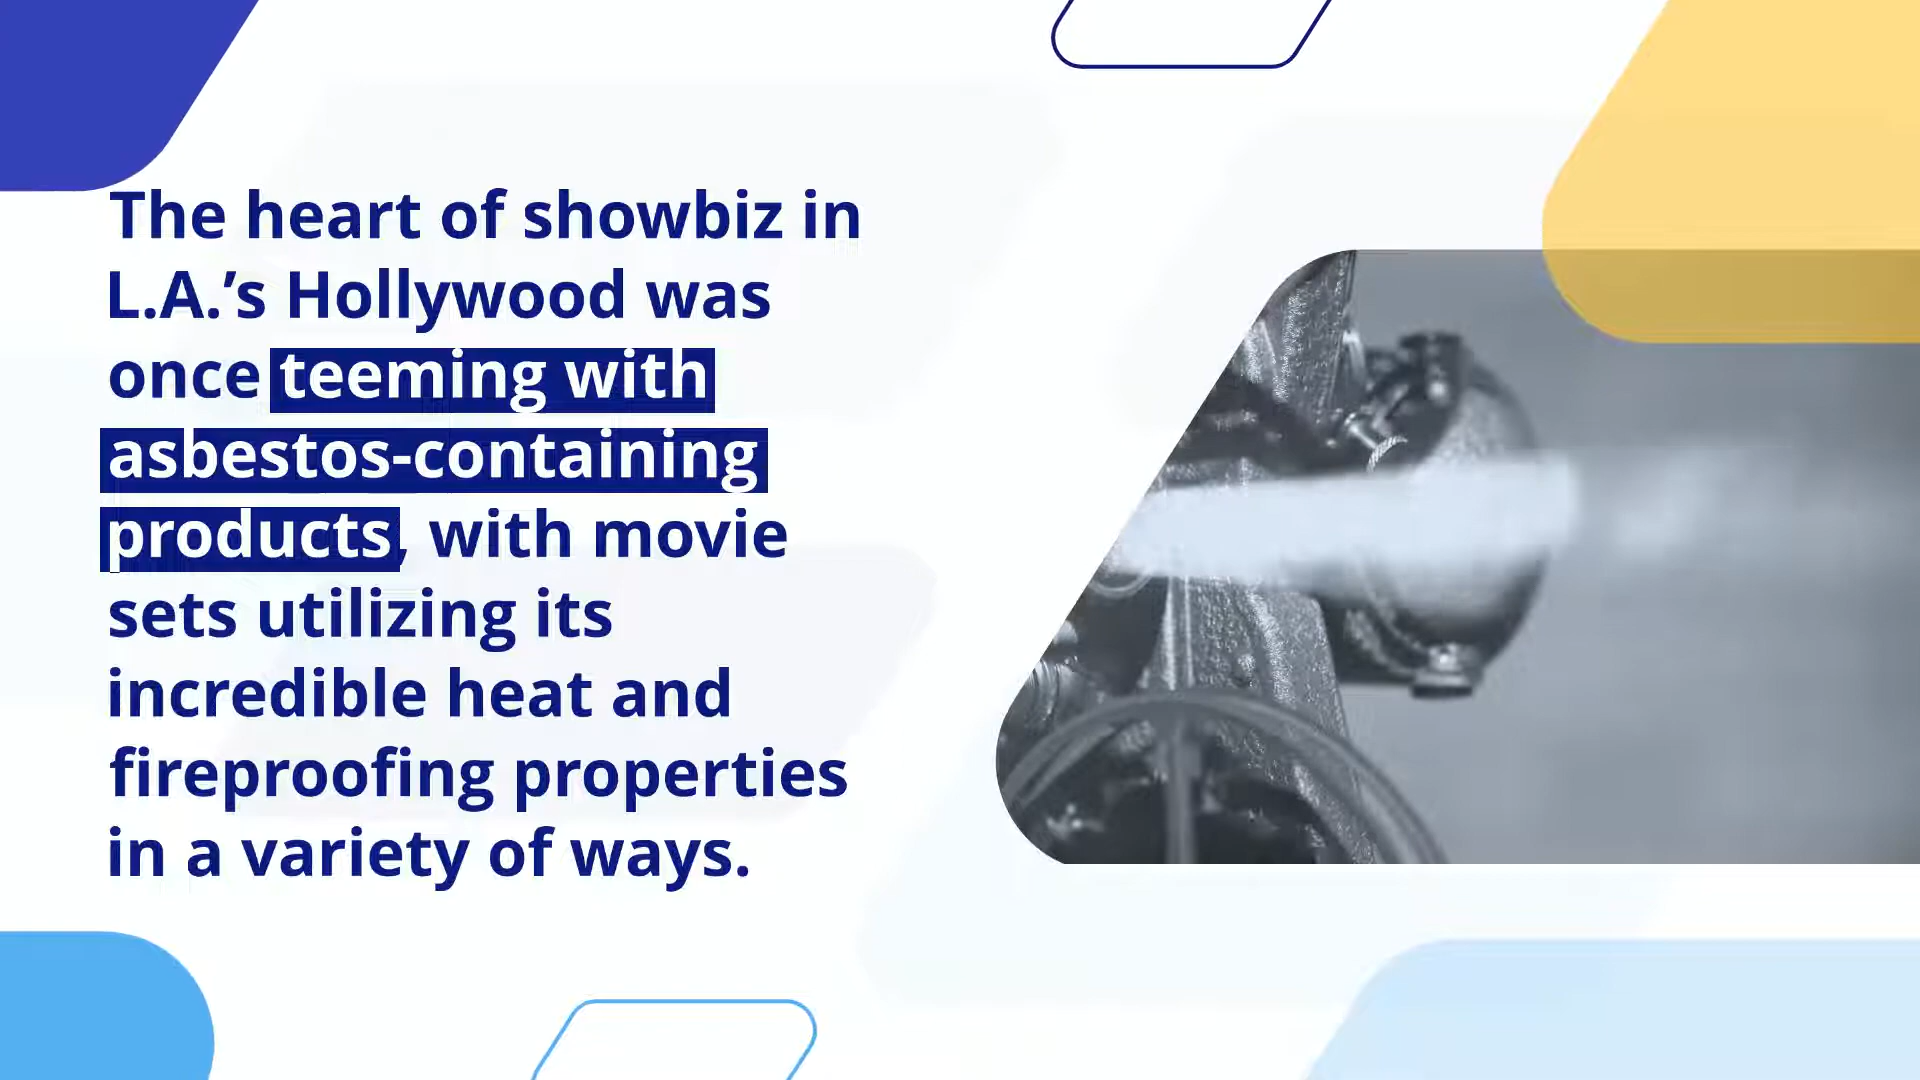 The heart of showbiz in
L.A.’s Hollywood was
once teeming with
asbestos-containing
products, with movie
sets utilizing its
incredible heat and
fireproofing properties
in a variety of ways.